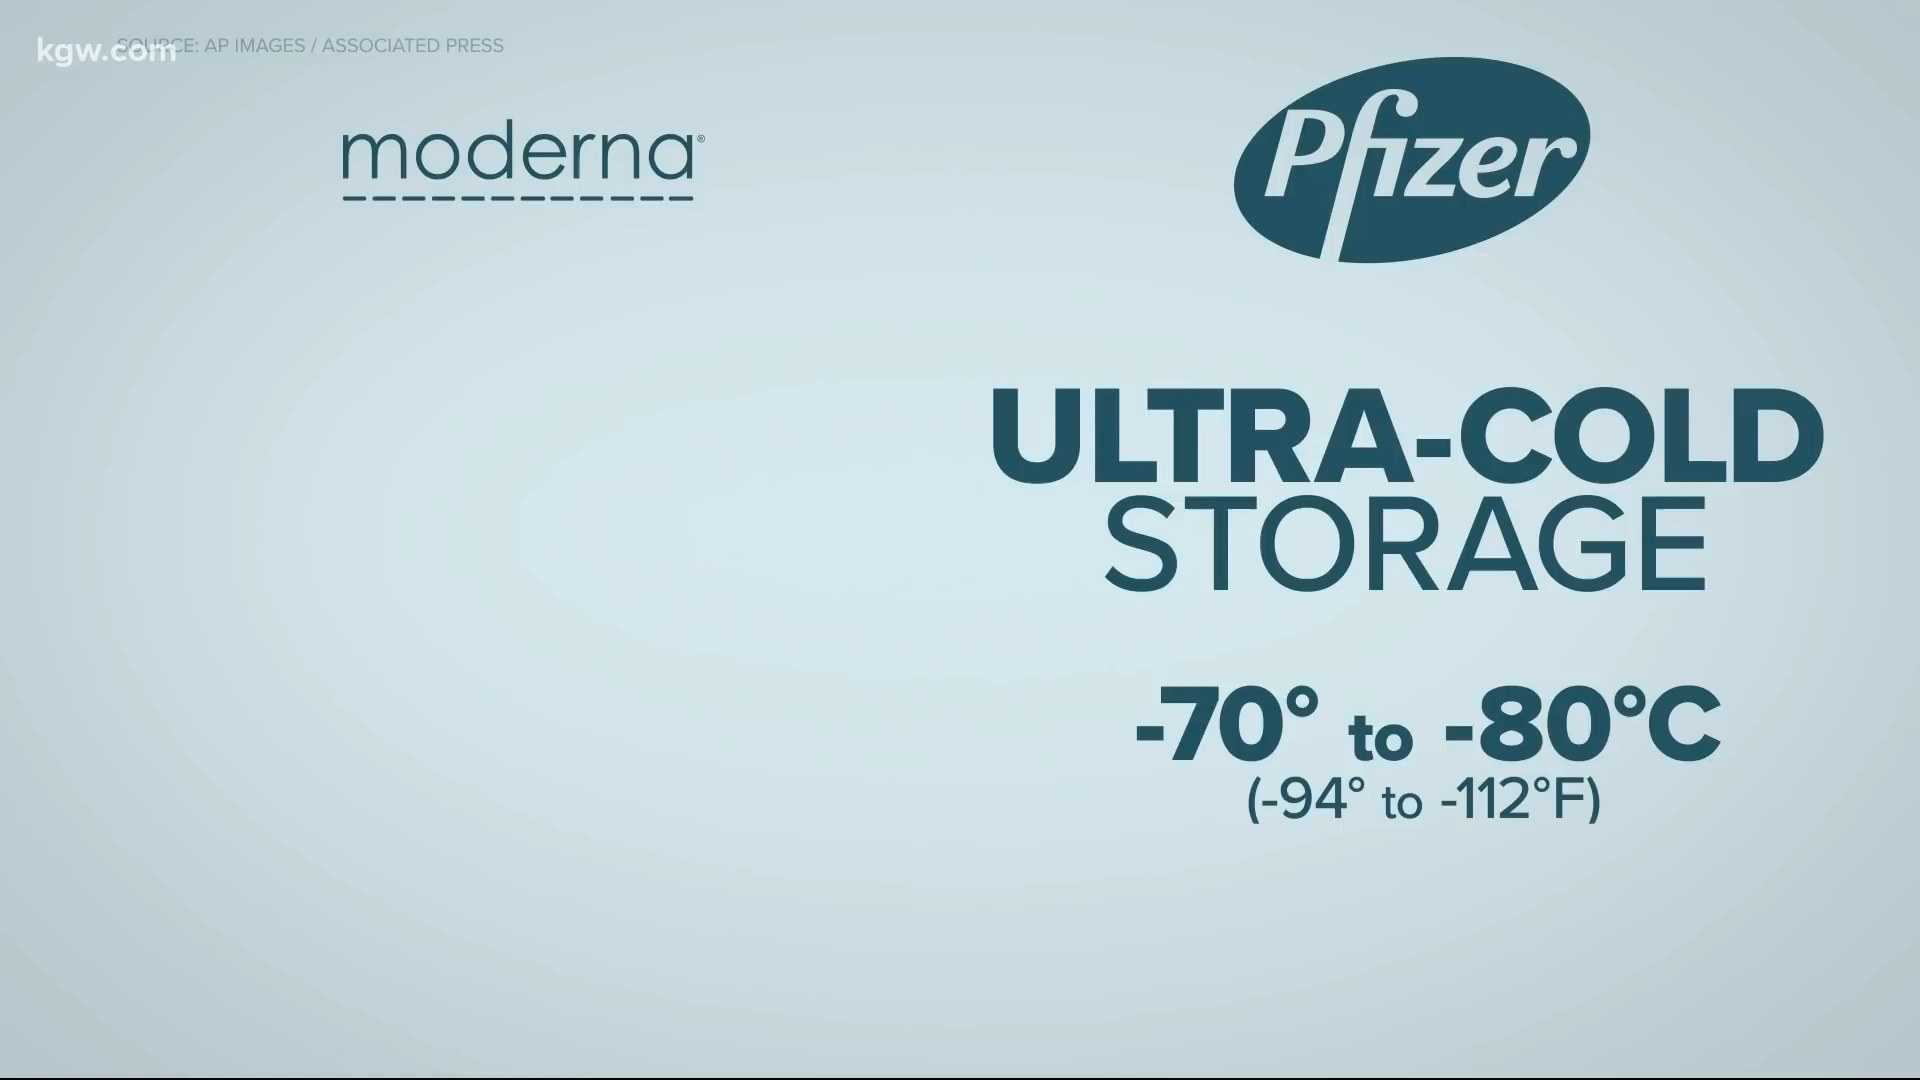 kgw.com
SOURCE: AP IMAGES / ASSOCIATED PRESS
moderna®
Pfizer
ULTRA-COLD
STORAGE
-70° to -80°C
(-94° to -112°F)